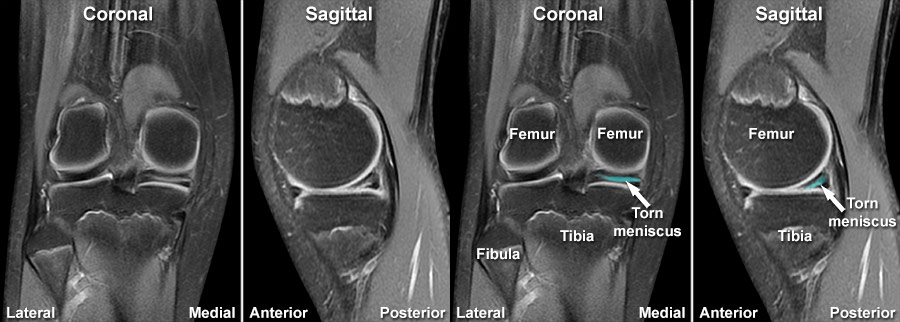 Coronal
Sagittal
Coronal
Sagittal
Femur
Femur
Femur
Torn
meniscus
Torn
meniscus
Fibula
Tibia
Tibia
Lateral
Medial
Anterior
Posterior
Lateral
Medial
Anterior
Posterior